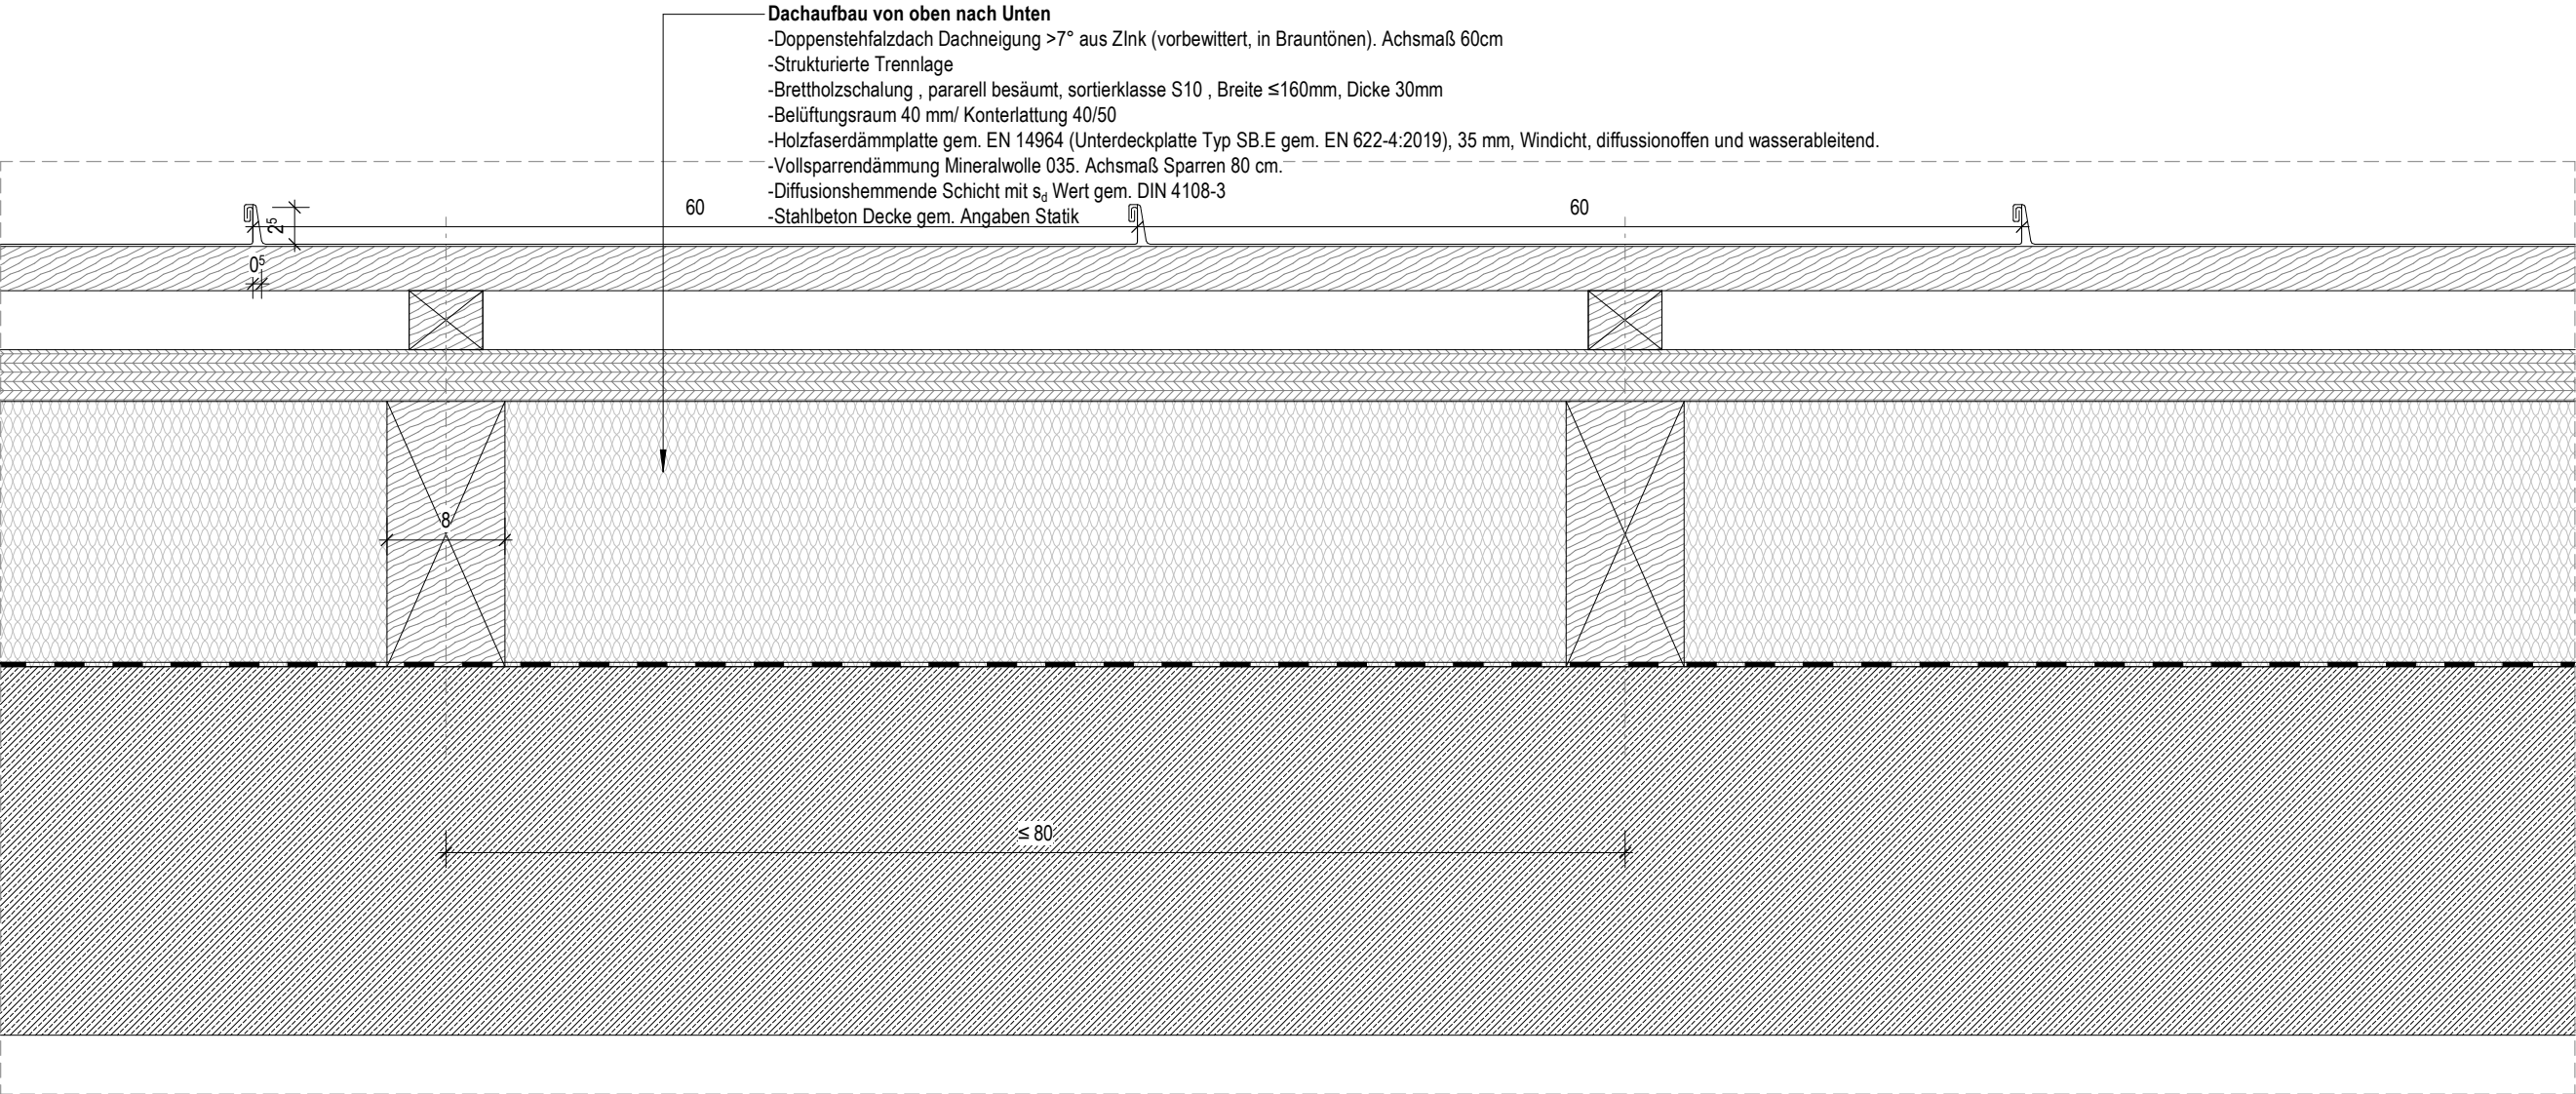 Dachaufbau von oben nach Unten
-Doppenstehfalzdach Dachneigung >7° aus ZInk (vorbewittert, in Brauntönen). Achsmaß 60cm
-Strukturierte Trennlage
-Brettholzschalung , pararell besäumt, sortierklasse S10 , Breite ≤160mm, Dicke 30mm
-Belüftungsraum 40 mm/ Konterlattung 40/50
-Holzfaserdämmplatte gem. EN 14964 (Unterdeckplatte Typ SB.E gem. EN 622-4:2019), 35 mm, Windicht, diffussionoffen und wasserableitend.
-Vollsparrendämmung Mineralwolle 035. Achsmaß Sparren 80 cm.
-Diffusionshemmende Schicht mit sd Wert gem. DIN 4108-3
-Stahlbeton Decke gem. Angaben Statik
60
60
2⁵
0⁵
8
≤ 80